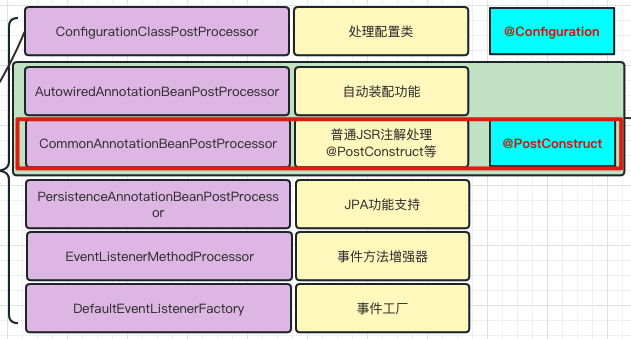 ConfigurationClassPostProcessor
处理配置类
@Configuration
AutowiredAnnotationBeanPostProcessor
自动装配功能
CommonAnnotationBeanPostProcessor
普通JSR注解处理
@PostConstruct等
@PostConstruct
PersistenceAnnotationBeanPostProcess
or
JPA功能支持
EventListenerMethodProcessor
事件方法增强器
DefaultEventListenerFactory
事件工厂